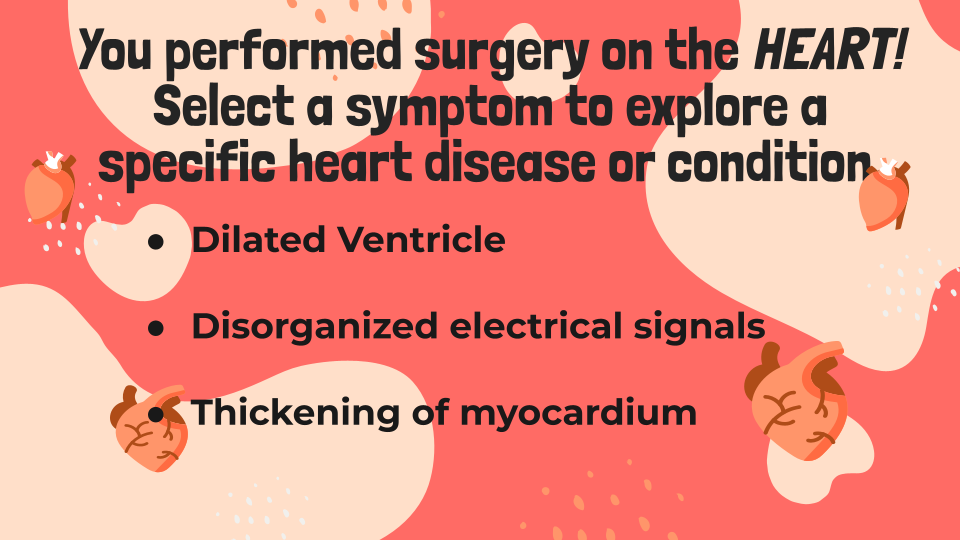 You performed surgery on the HEART!
Select a symptom to explore a
specific heart disease or condition
● Dilated Ventricle
● Disorganized electrical signals
● Thickening of myocardium